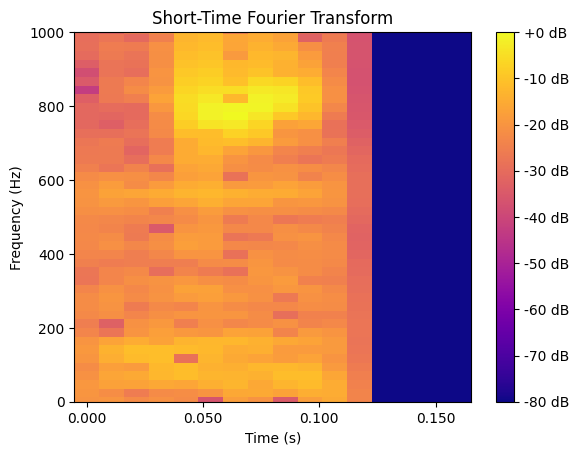 Short-Time Fourier Transform
Frequency (Hz)
1000
800
600
400
200
0
0.000
0.050
0.100
0.150
Time (s)
+0 dB
-10 dB
-20 dB
-30 dB
-40 dB
-50 dB
-60 dB
-70 dB
-80 dB